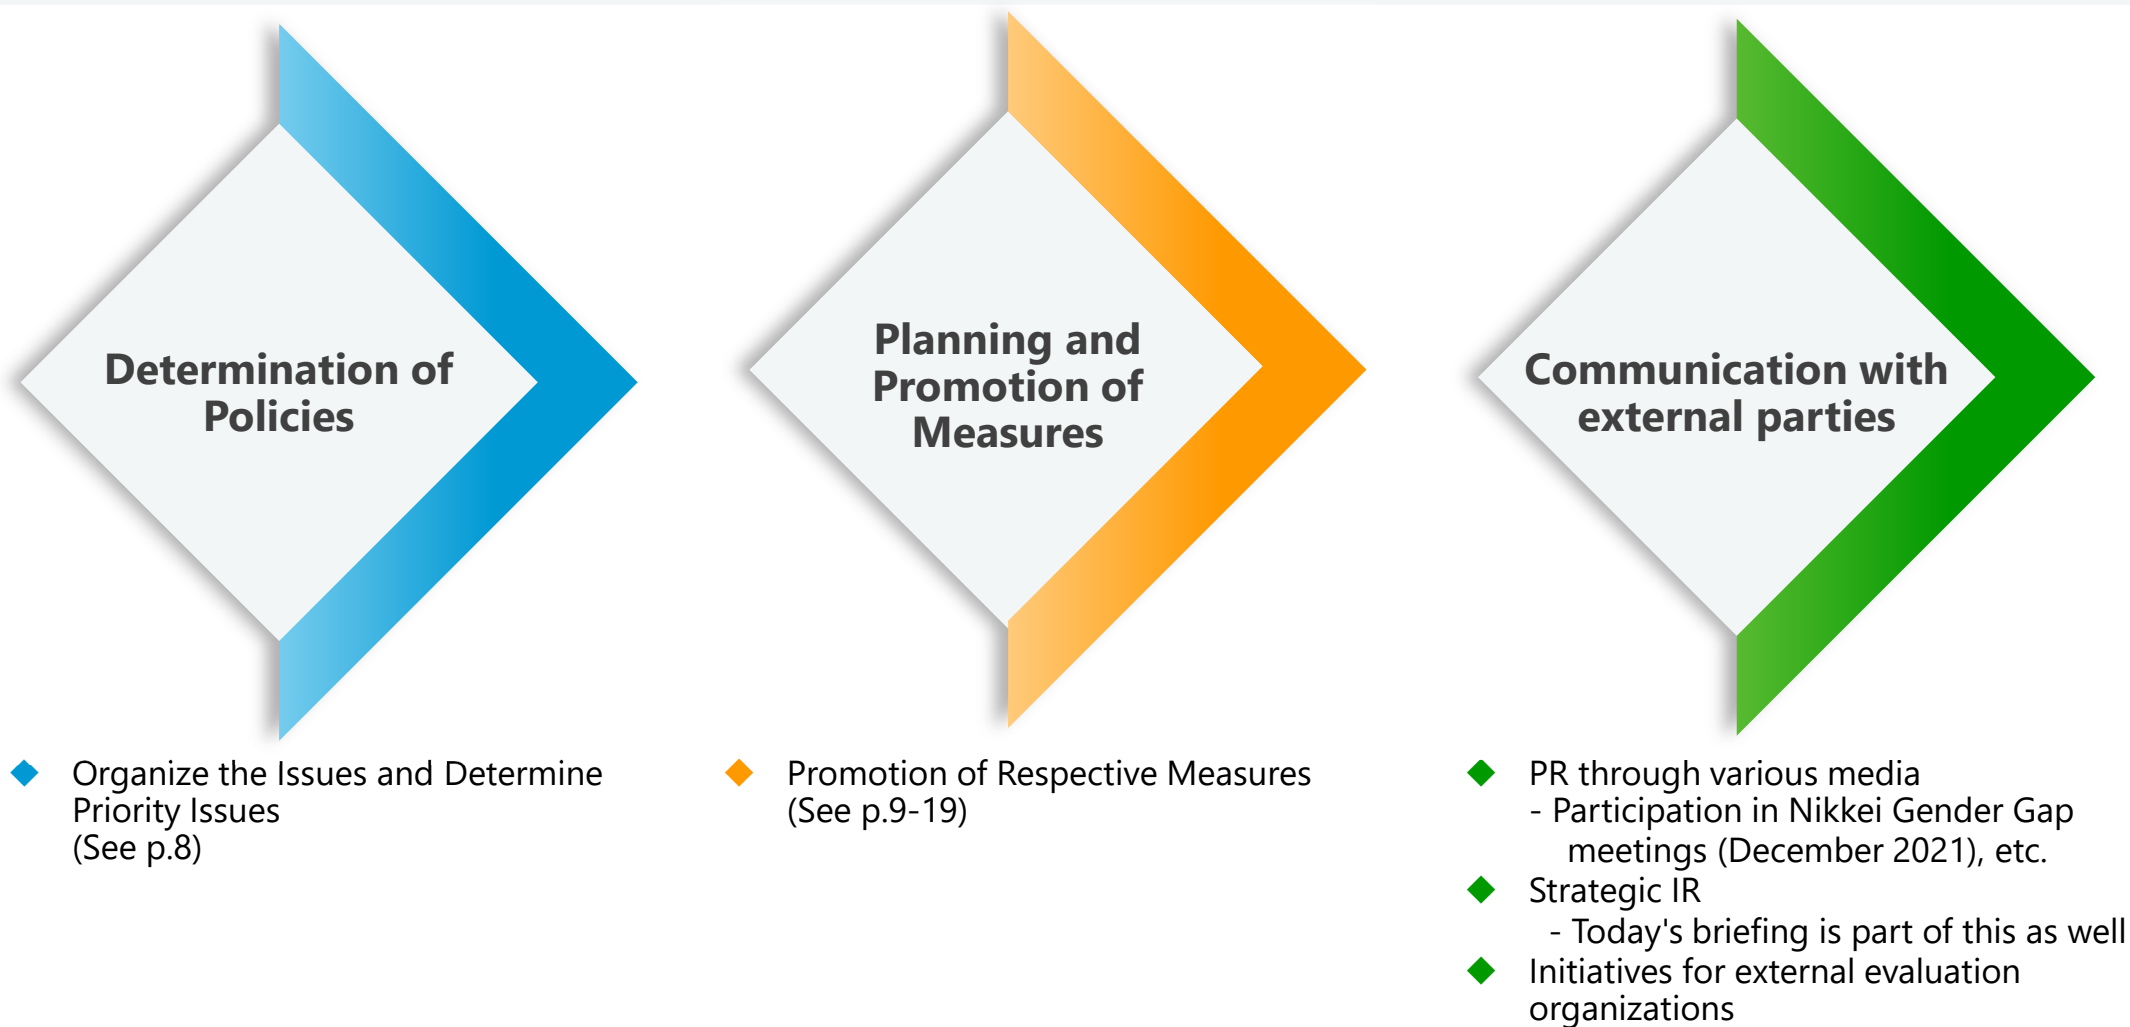 Determination of
Policies
Planning and
Promotion of
Measures
Communication with
external parties
◆ Organize the Issues and Determine
Priority Issues
(See p.8)
◆ Promotion of Respective Measures
(See p.9-19)
◆ PR through various media
- Participation in Nikkei Gender Gap
meetings (December 2021), etc.
◆ Strategic IR
- Today's briefing is part of this as well
◆ Initiatives for external evaluation
organizations